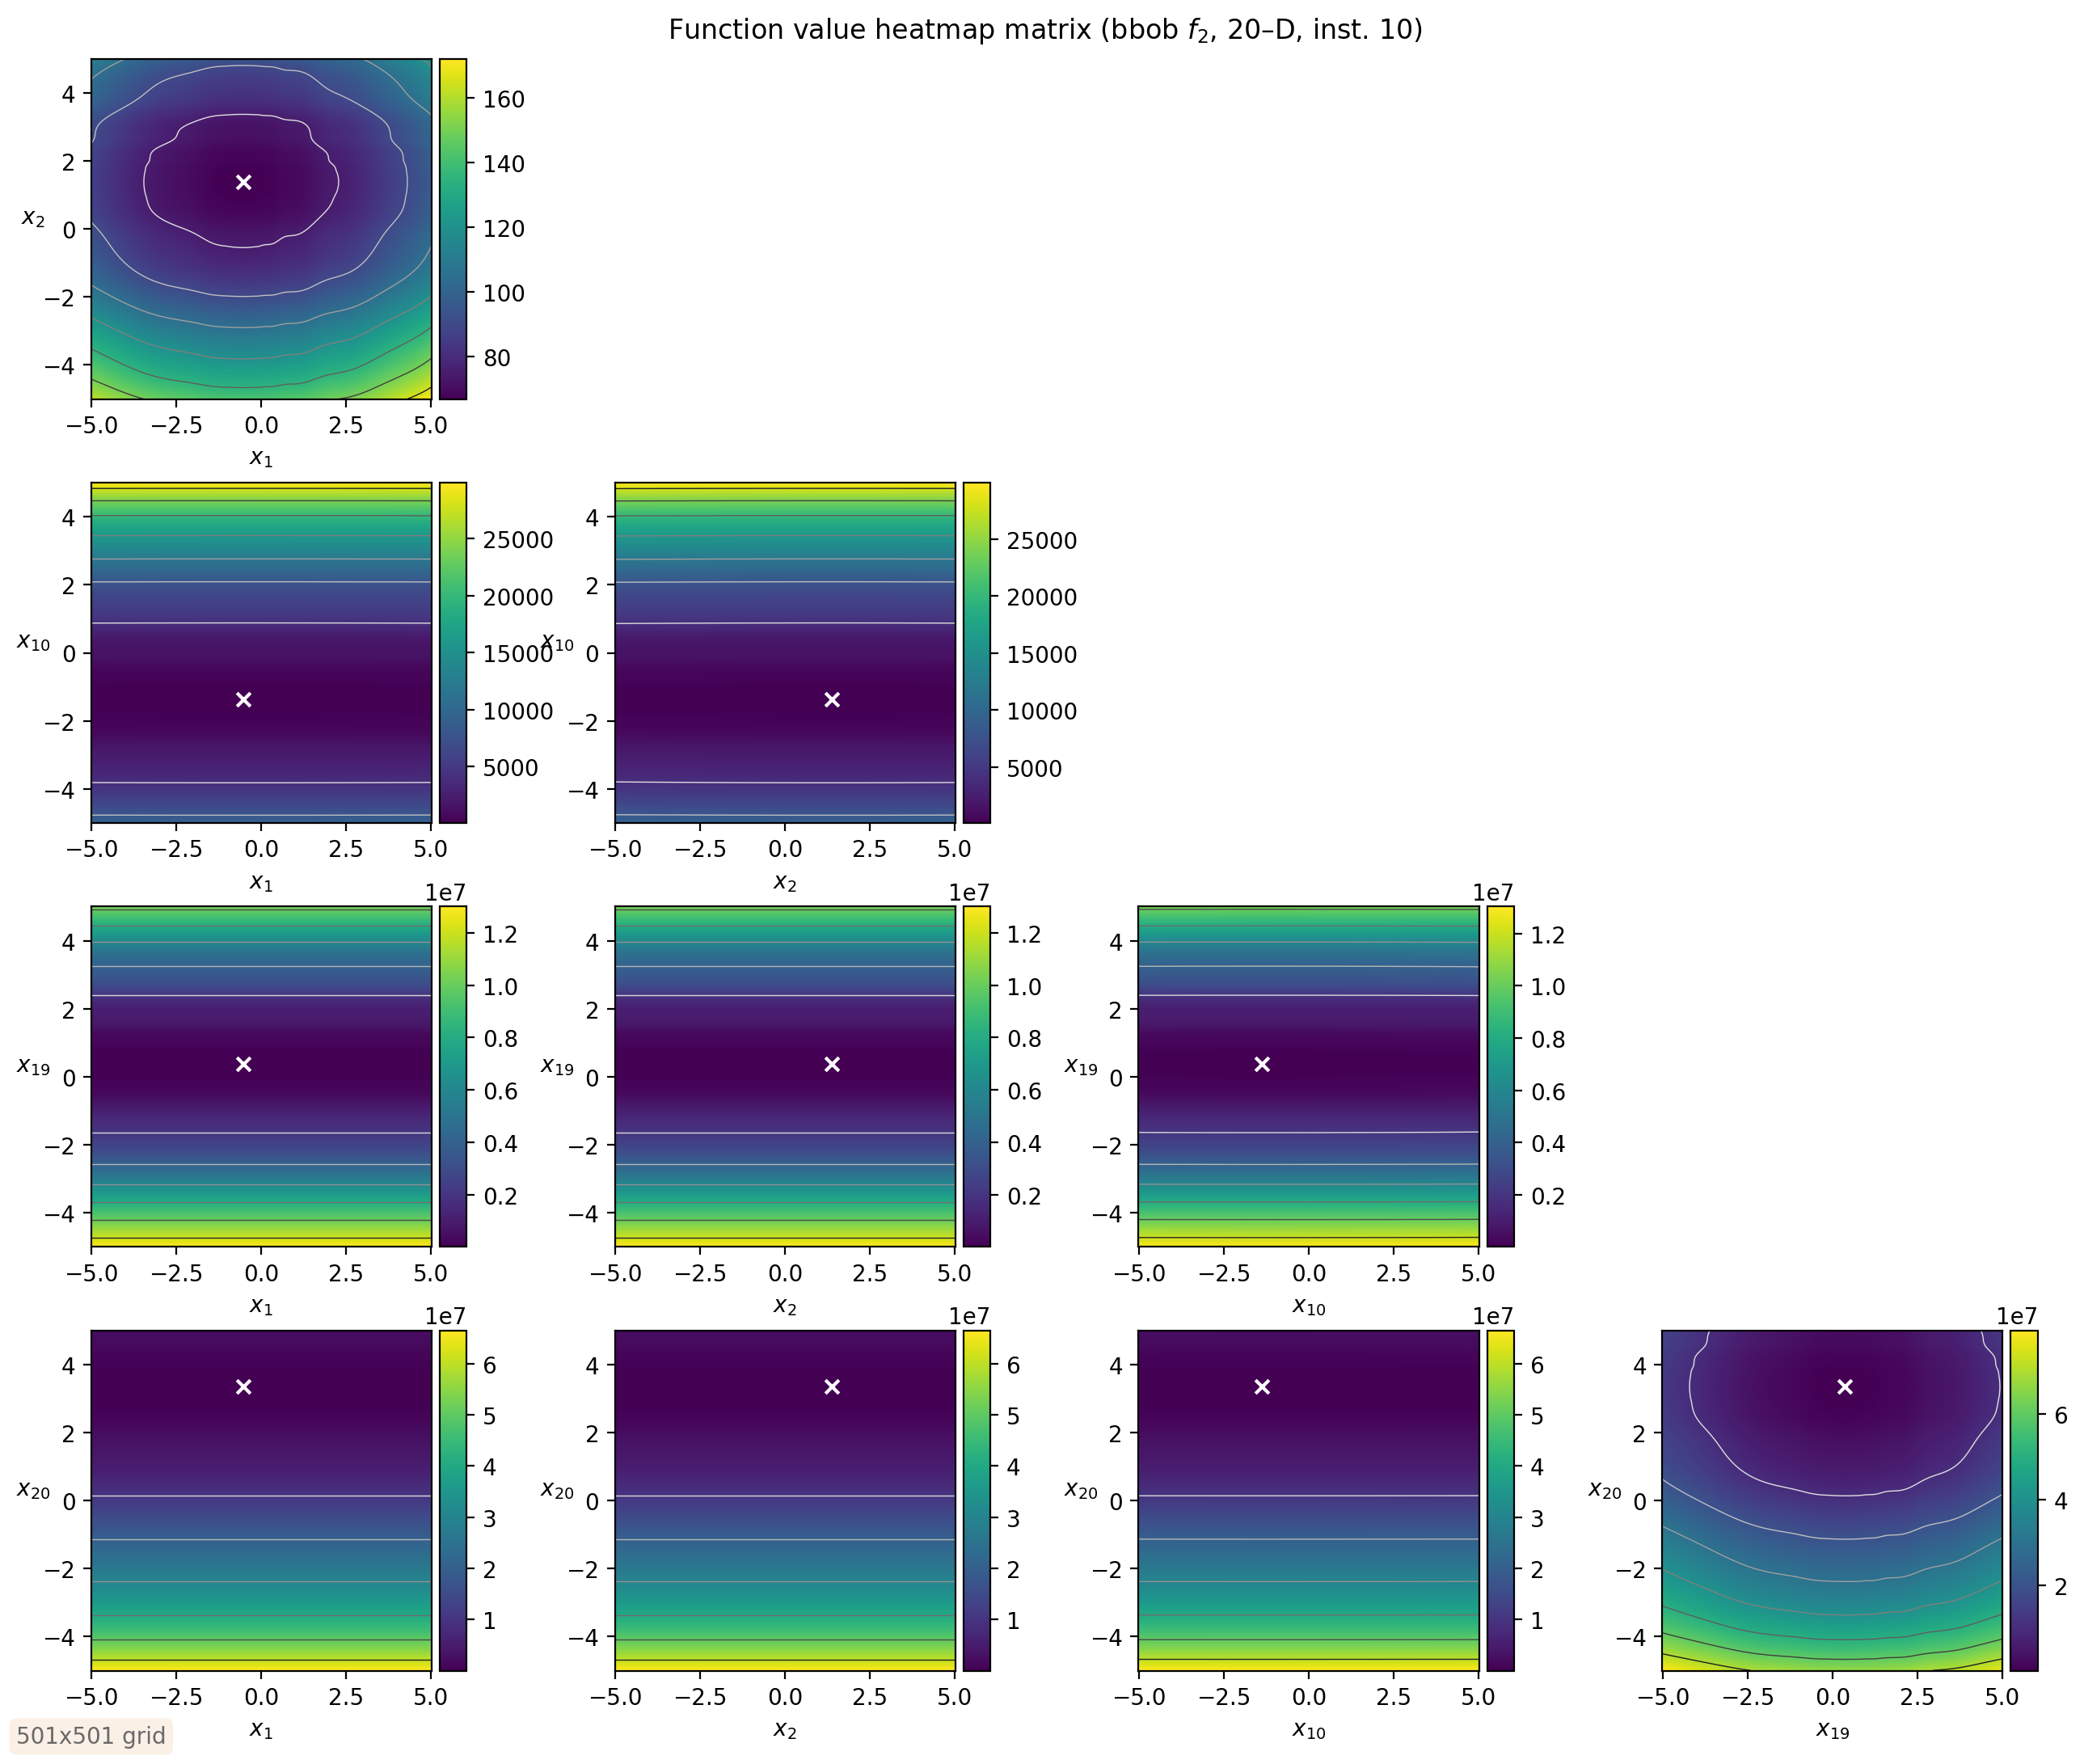 Function value heatmap matrix (bbob f2, 20–D, inst. 10)
4
2
0
−2
−4
x2
−5.0 −2.5 0.0 2.5 5.0
x1
160
140
120
100
80
4
2
0
−2
−4
x10
−5.0 −2.5 0.0 2.5 5.0
x1
25000
20000
15000
10000
5000
4
2
0
−2
−4
x10
−5.0 −2.5 0.0 2.5 5.0
x2
25000
20000
15000
10000
5000
4
2
0
−2
−4
x19
−5.0 −2.5 0.0 2.5 5.0
x1
1e7
1.2
1.0
0.8
0.6
0.4
0.2
4
2
0
−2
−4
x19
−5.0 −2.5 0.0 2.5 5.0
x2
1e7
1.2
1.0
0.8
0.6
0.4
0.2
4
2
0
−2
−4
x19
−5.0 −2.5 0.0 2.5 5.0
x10
1e7
1.2
1.0
0.8
0.6
0.4
0.2
4
2
0
−2
−4
x20
−5.0 −2.5 0.0 2.5 5.0
x1
1e7
6
5
4
3
2
1
4
2
0
−2
−4
x20
−5.0 −2.5 0.0 2.5 5.0
x2
1e7
6
5
4
3
2
1
4
2
0
−2
−4
x20
−5.0 −2.5 0.0 2.5 5.0
x10
1e7
6
5
4
3
2
1
4
2
0
−2
−4
x20
−5.0 −2.5 0.0 2.5 5.0
x19
1e7
6
4
2
501x501 grid